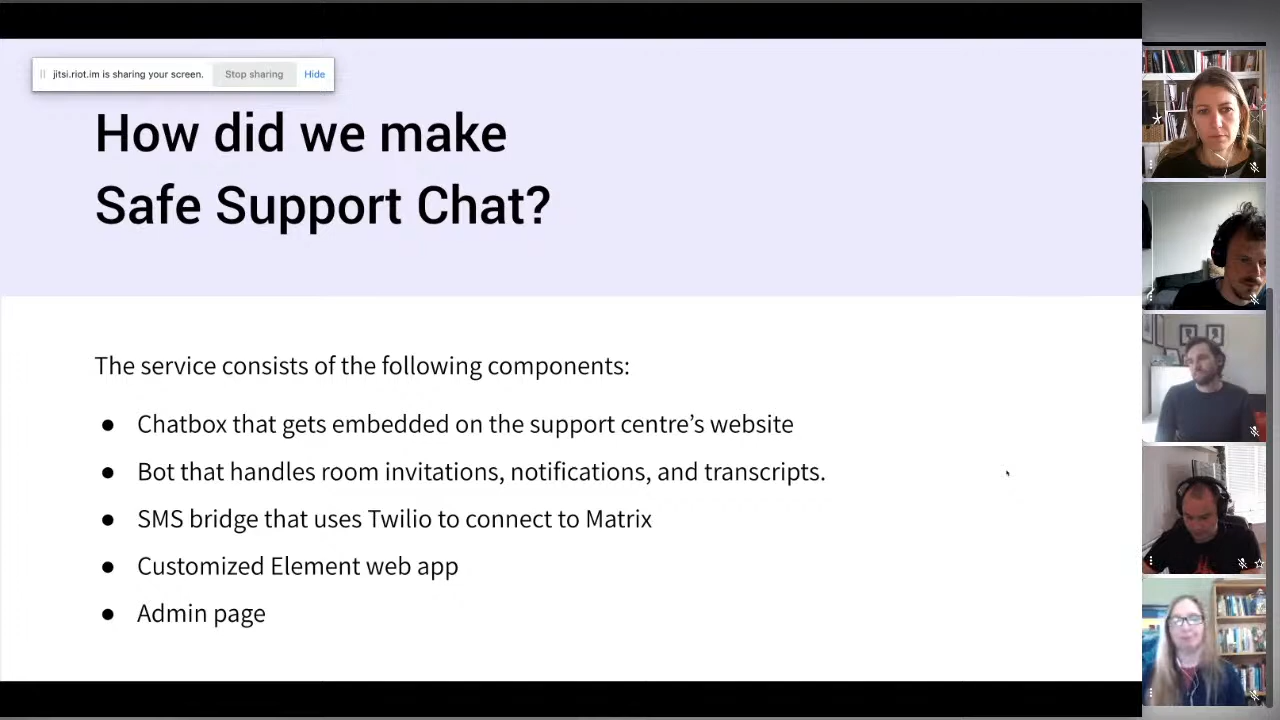 jitsi.riot.im is sharing your screen. Stop sharing Hide
How did we make
Safe Support Chat?
The service consists of the following components:
● Chatbox that gets embedded on the support centre’s website
● Bot that handles room invitations, notifications, and transcripts.
● SMS bridge that uses Twilio to connect to Matrix
● Customized Element web app
● Admin page